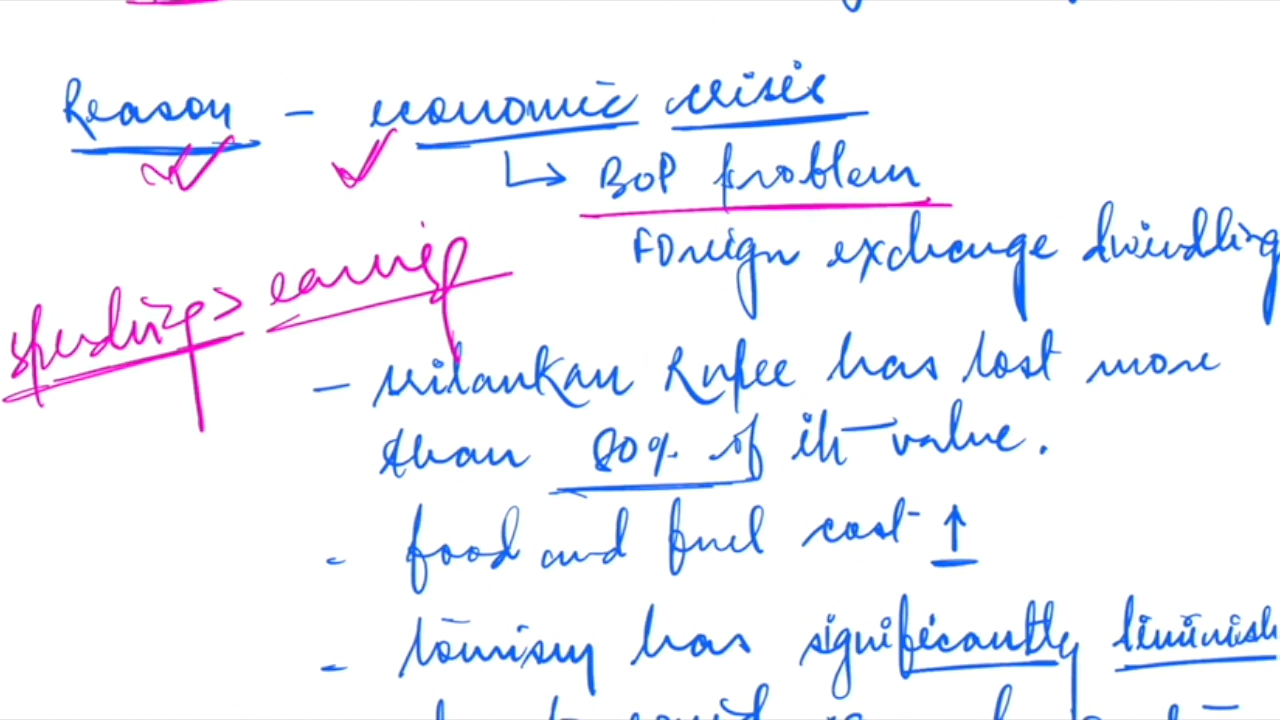 Reason - economic crisis
↳ BOP problem
Foreign exchange dwindling
spending > earning
- srilankan Rupee has lost more
than 80% of its value.
- food and fuel cost ↑
- tourism has significantly diminish